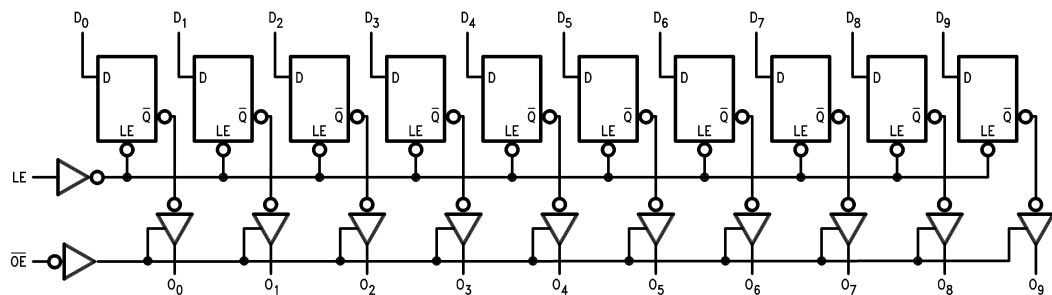 D₀ D₁ D₂ D₃ D₄ D₅ D₆ D₇ D₈ D₉
D D D D D D D D D D
Q̅ Q̅ Q̅ Q̅ Q̅ Q̅ Q̅ Q̅ Q̅ Q̅
LE LE LE LE LE LE LE LE LE LE
LE
O̅E̅
O₀ O₁ O₂ O₃ O₄ O₅ O₆ O₇ O₈ O₉